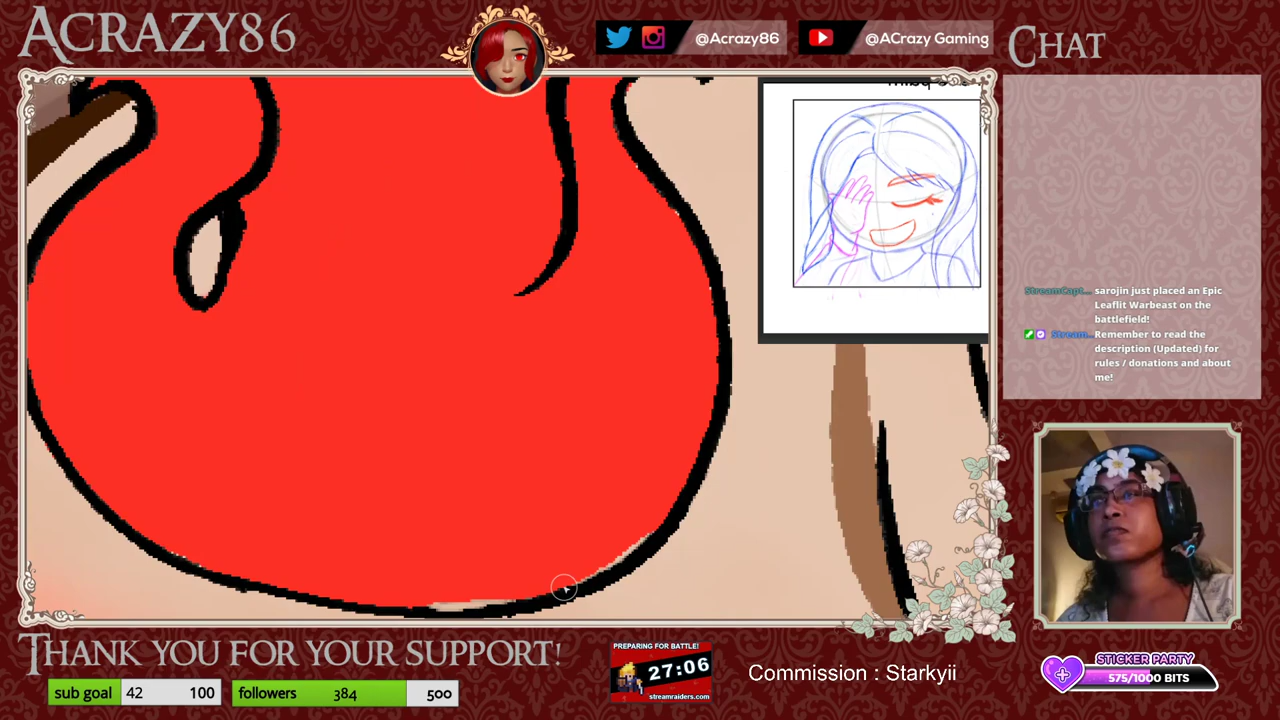 ACRAZY86
@Acrazy86
@ACrazy Gaming
CHAT
StreamCapt... sarojin just placed an Epic
Leaflit Warbeast on the
battlefield!
Stream... Remember to read the
description (Updated) for
rules / donations and about
me!
THANK YOU FOR YOUR SUPPORT!
sub goal 42 100
followers 384 500
PREPARING FOR BATTLE!
27:06
streamraiders.com
Commission : Starkyii
STICKER PARTY
575/1000 BITS